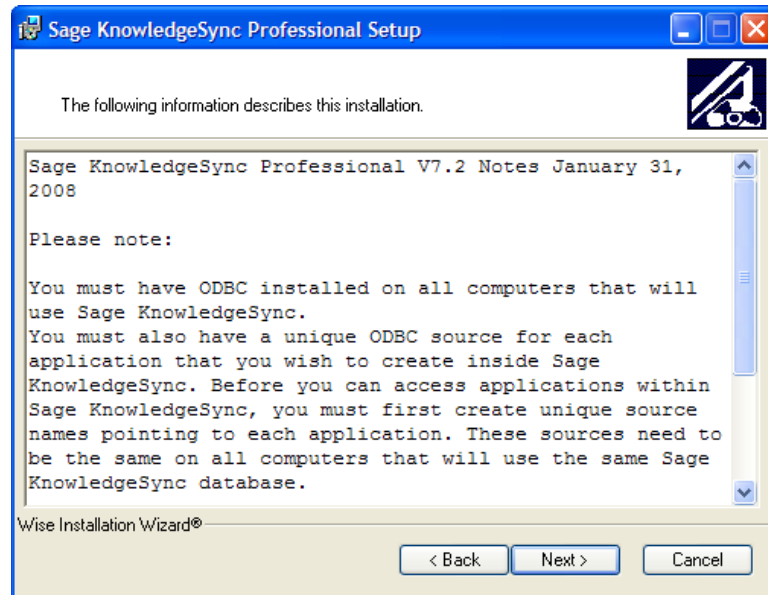 Sage KnowledgeSync Professional Setup
The following information describes this installation.
Sage KnowledgeSync Professional V7.2 Notes January 31,
2008
Please note:
You must have ODBC installed on all computers that will
use Sage KnowledgeSync.
You must also have a unique ODBC source for each
application that you wish to create inside Sage
KnowledgeSync. Before you can access applications within
Sage KnowledgeSync, you must first create unique source
names pointing to each application. These sources need to
be the same on all computers that will use the same Sage
KnowledgeSync database.
Wise Installation Wizard®
< Back Next > Cancel